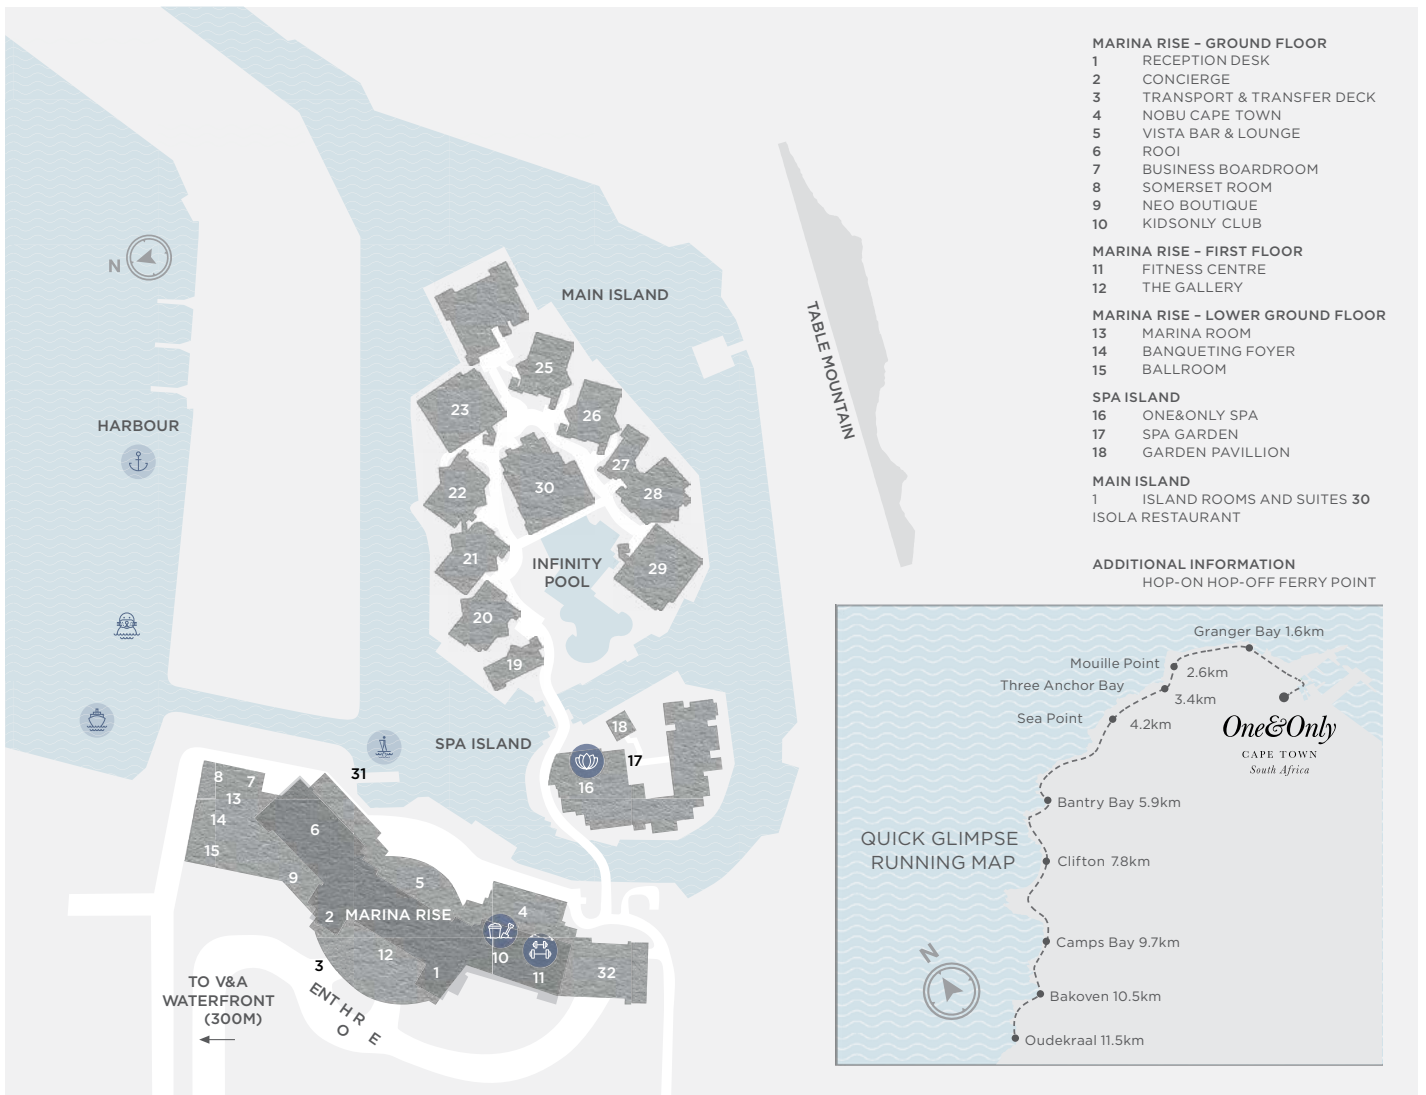 MARINA RISE – GROUND FLOOR
1 RECEPTION DESK
2 CONCIERGE
3 TRANSPORT & TRANSFER DECK
4 NOBU CAPE TOWN
5 VISTA BAR & LOUNGE
6 ROOI
7 BUSINESS BOARDROOM
8 SOMERSET ROOM
9 NEO BOUTIQUE
10 KIDSONLY CLUB
MARINA RISE – FIRST FLOOR
11 FITNESS CENTRE
12 THE GALLERY
MARINA RISE – LOWER GROUND FLOOR
13 MARINA ROOM
14 BANQUETING FOYER
15 BALLROOM
SPA ISLAND
16 ONE&ONLY SPA
17 SPA GARDEN
18 GARDEN PAVILLION
MAIN ISLAND
1 ISLAND ROOMS AND SUITES 30
ISOLA RESTAURANT
ADDITIONAL INFORMATION
HOP-ON HOP-OFF FERRY POINT
N
HARBOUR
MAIN ISLAND
TABLE MOUNTAIN
25
23
26
27
22
30
28
21
INFINITY
POOL
29
20
19
18
SPA ISLAND
17
16
31
8
7
13
14
6
15
9
5
2
MARINA RISE
4
12
10
3
1
11
32
TO V&A
WATERFRONT
(300M)
ENT H R E
O
Granger Bay 1.6km
Mouille Point
2.6km
Three Anchor Bay
3.4km
Sea Point
4.2km
One&Only
CAPE TOWN
South Africa
Bantry Bay 5.9km
QUICK GLIMPSE
RUNNING MAP
Clifton 7.8km
Camps Bay 9.7km
N
Bakoven 10.5km
Oudekraal 11.5km